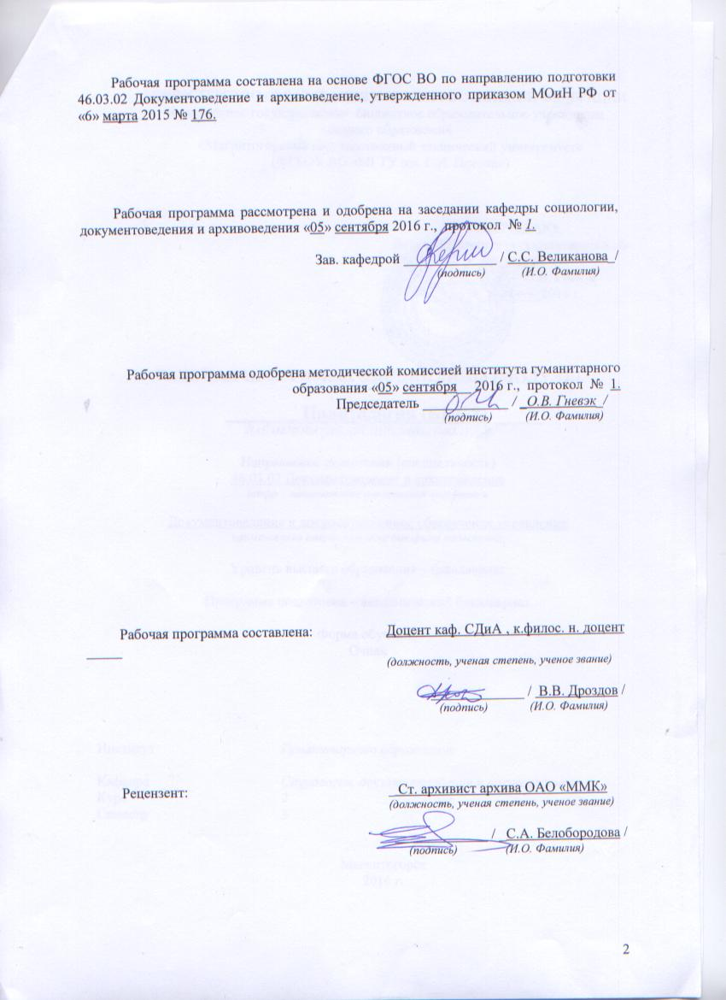 Рабочая программа составлена на основе ФГОС ВО по направлению подготовки
46.03.02 Документоведение и архивоведение, утвержденного приказом МОиН РФ от
«6» марта 2015 № 176.
Рабочая программа рассмотрена и одобрена на заседании кафедры социологии,
документоведения и архивоведения «05» сентября 2016 г., протокол № 1.
Зав. кафедрой ______________ / С.С. Великанова /
(подпись) (И.О. Фамилия)
Рабочая программа одобрена методической комиссией института гуманитарного
образования «05» сентября 2016 г., протокол № 1.
Председатель _____________ / О.В. Гневэк /
(подпись) (И.О. Фамилия)
Рабочая программа составлена: Доцент каф. СДиА , к.филос. н. доцент
(должность, ученая степень, ученое звание)
______________ / В.В. Дроздов /
(подпись) (И.О. Фамилия)
Рецензент: Ст. архивист архива ОАО «ММК»
(должность, ученая степень, ученое звание)
______________ / С.А. Белобородова /
(подпись) (И.О. Фамилия)
2